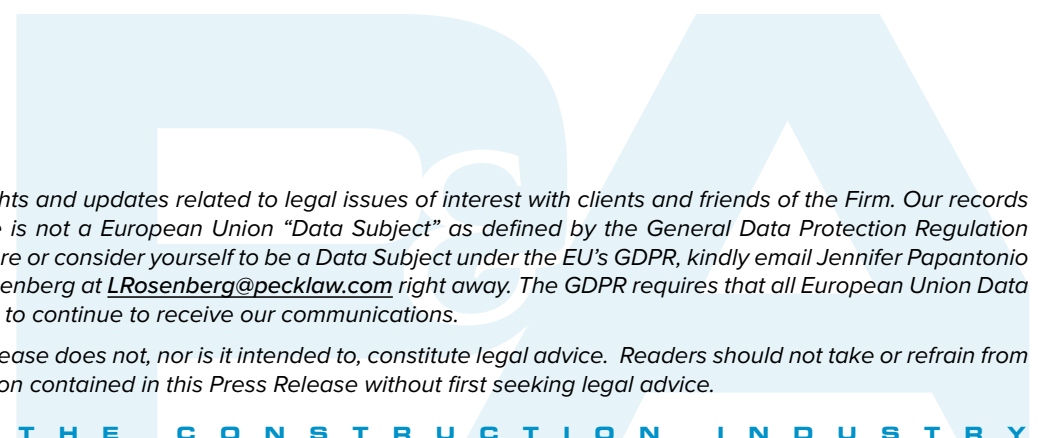 hts and updates related to legal issues of interest with clients and friends of the Firm. Our records
is not a European Union “Data Subject” as defined by the General Data Protection Regulation
re or consider yourself to be a Data Subject under the EU’s GDPR, kindly email Jennifer Papantonio
enberg at LRosenberg@pecklaw.com right away. The GDPR requires that all European Union Data
to continue to receive our communications.
ease does not, nor is it intended to, constitute legal advice. Readers should not take or refrain from
on contained in this Press Release without first seeking legal advice.
THE CONSTRUCTION INDUSTRY
P&A